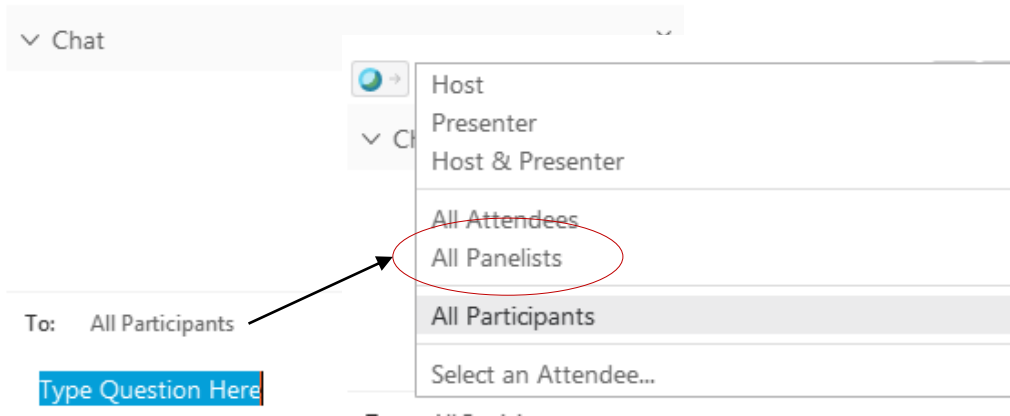 Chat
Host
Presenter
Host & Presenter
All Attendees
All Panelists
All Participants
Select an Attendee...
To: All Participants
Type Question Here